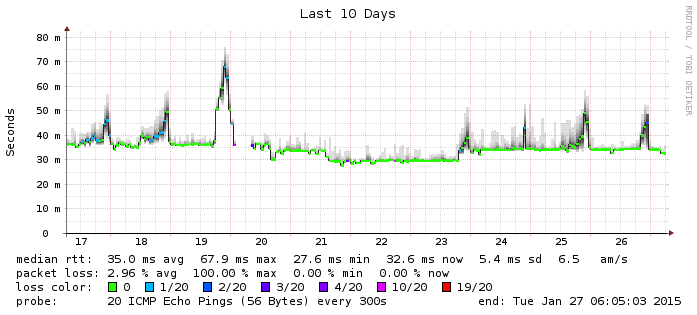 Last 10 Days
RRDTOOL / TOBI OETIKER
Seconds
80 m
70 m
60 m
50 m
40 m
30 m
20 m
10 m
0
17 18 19 20 21 22 23 24 25 26
median rtt: 35.0 ms avg 67.9 ms max 27.6 ms min 32.6 ms now 5.4 ms sd 6.5 am/s
packet loss: 2.96 % avg 100.00 % max 0.00 % min 0.00 % now
loss color: 0 1/20 2/20 3/20 4/20 10/20 19/20
probe: 20 ICMP Echo Pings (56 Bytes) every 300s end: Tue Jan 27 06:05:03 2015